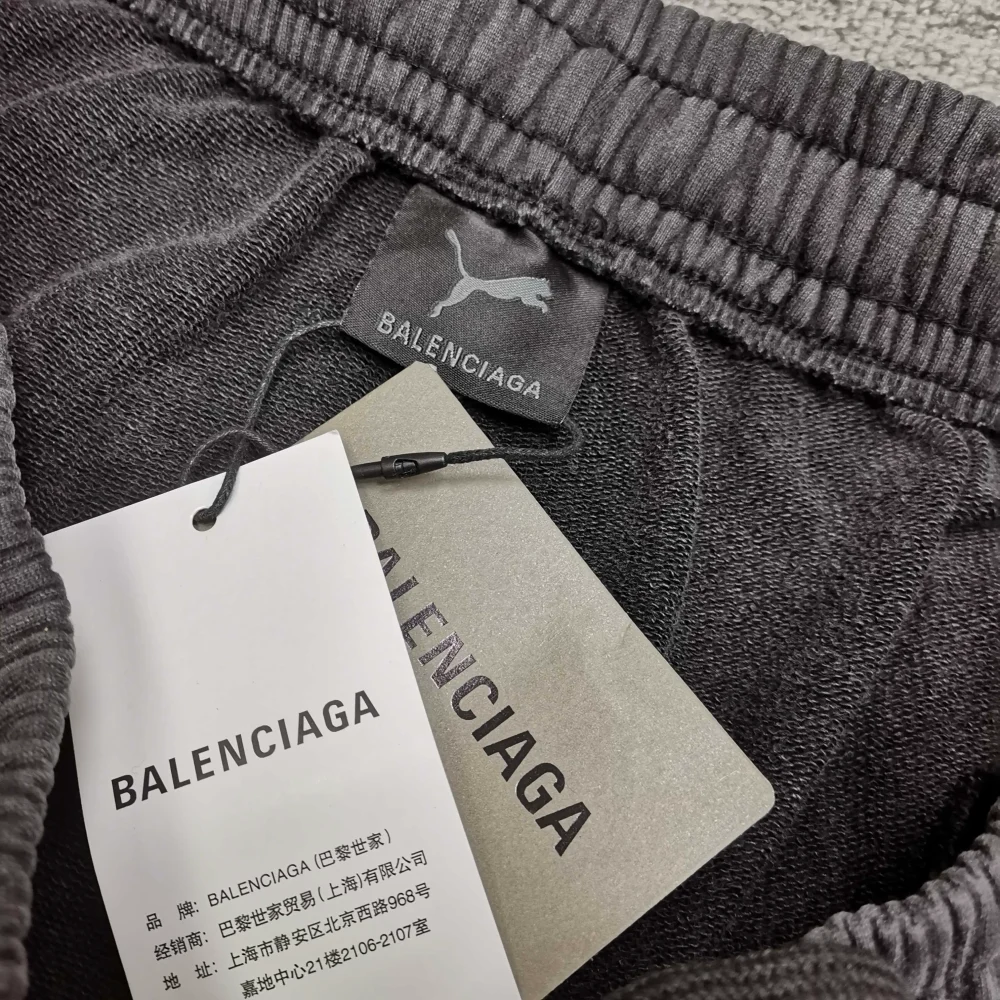 BALENCIAGA
BALENCIAGA
BALENCIAGA
品 牌: BALENCIAGA (巴黎世家)
经销商: 巴黎世家贸易(上海)有限公司
地 址: 上海市静安区北京西路968号
嘉地中心21楼2106-2107室